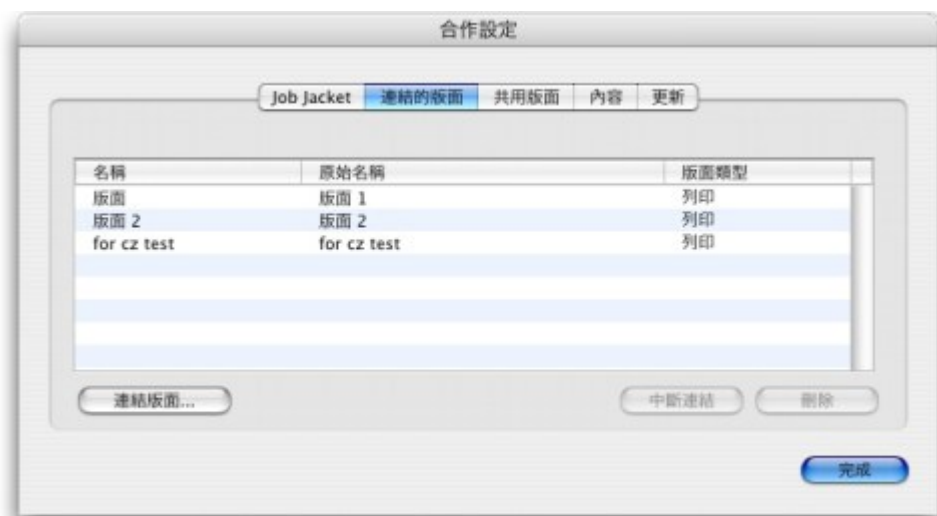 合作設定
Job Jacket 連結的版面 共用版面 內容 更新
名稱 原始名稱 版面類型
版面 版面 1 列印
版面 2 版面 2 列印
for cz test for cz test 列印
連結版面... 中斷連結 刪除
完成